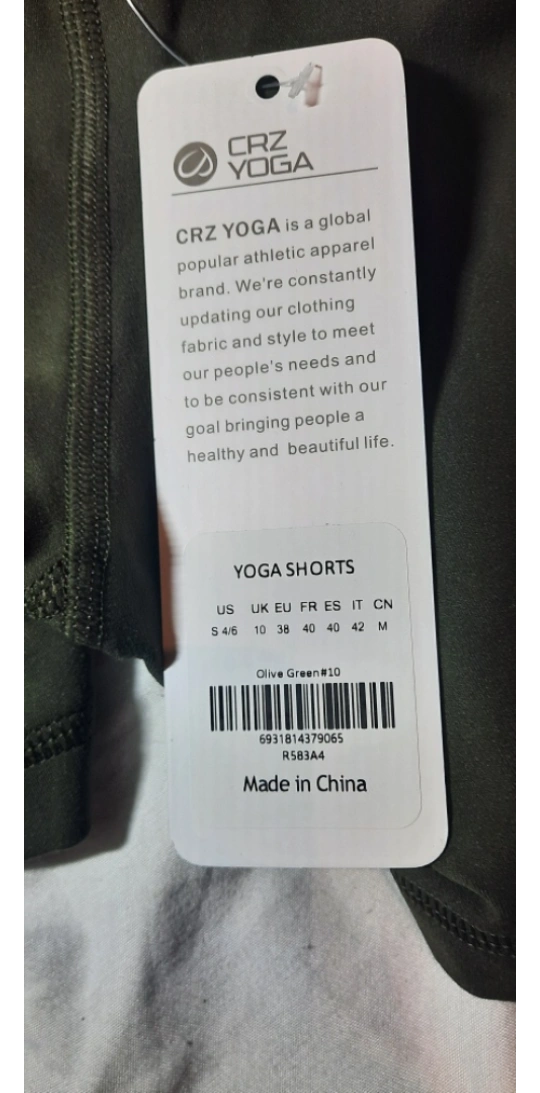 CRZ
YOGA
CRZ YOGA is a global
popular athletic apparel
brand. We're constantly
updating our clothing
fabric and style to meet
our people's needs and
to be consistent with our
goal bringing people a
healthy and beautiful life.
YOGA SHORTS
US UK EU FR ES IT CN
S 4/6 10 38 40 40 42 M
Olive Green#10
6931814379065
R583A4
Made in China